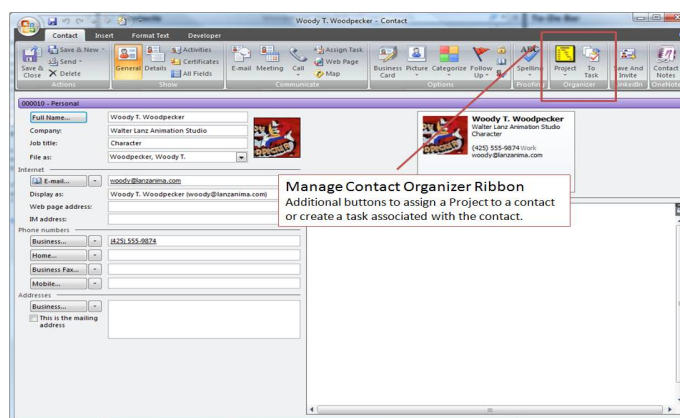 Woody T. Woodpecker - Contact
To-Do Bar
Contact Insert Format Text Developer
Save & Close
Save & New
Send
Delete
Actions
General
Details
Activities
Certificates
All Fields
Show
E-mail
Meeting
Call
Assign Task
Web Page
Map
Communicate
Business Card
Picture
Categorize
Follow Up
Options
Spelling
Proofing
Project
To Task
Organizer
Save And Invite
LinkedIn
Contact Notes
OneNote
000010 - Personal
Full Name... Woody T. Woodpecker
Company: Walter Lanz Animation Studio
Job title: Character
File as: Woodpecker, Woody T.
Internet
E-mail... woody@lanzanima.com
Display as: Woody T. Woodpecker (woody@lanzanima.com)
Web page address:
IM address:
Phone numbers
Business... (425) 555-9874
Home...
Business Fax...
Mobile...
Addresses
Business...
This is the mailing
address
Woody T. Woodpecker
Walter Lanz Animation Studio
Character
(425) 555-9874 Work
woody@lanzanima.com
Manage Contact Organizer Ribbon
Additional buttons to assign a Project to a contact
or create a task associated with the contact.